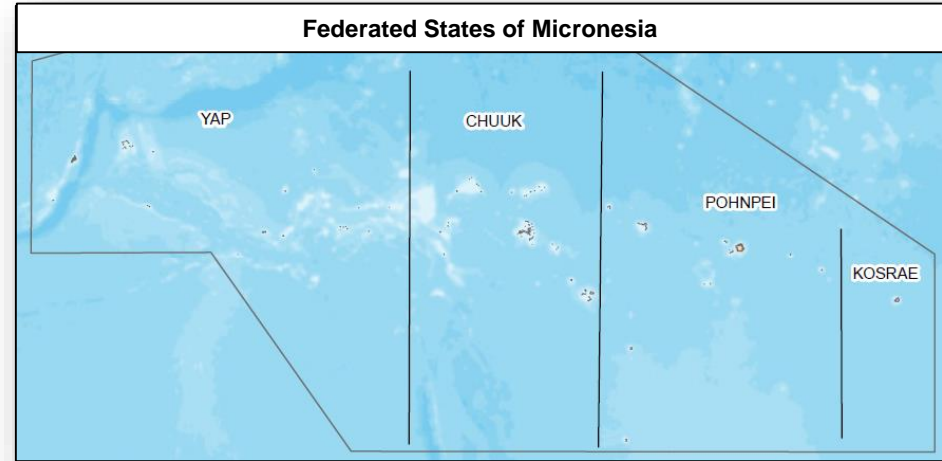 Federated States of Micronesia
YAP
CHUUK
POHNPEI
KOSRAE